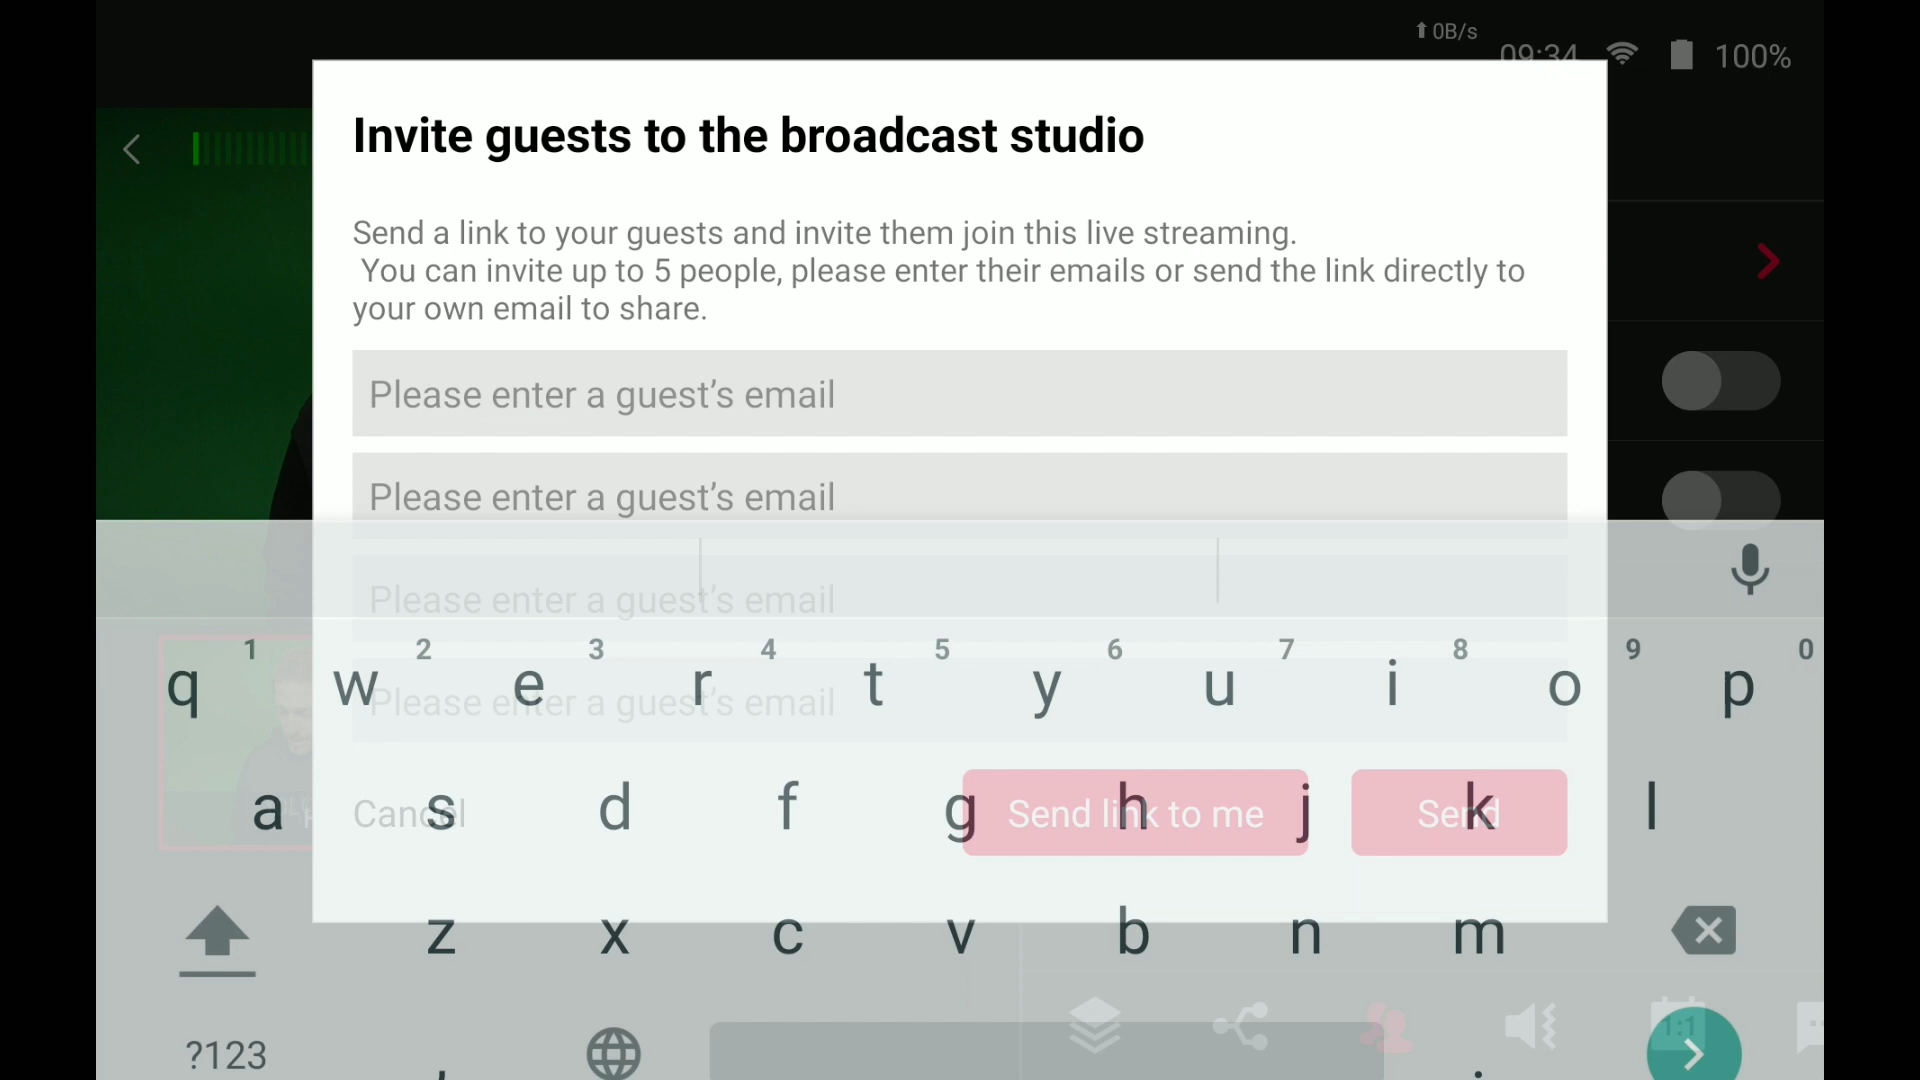 0B/s
09:34 100%
Invite guests to the broadcast studio
Send a link to your guests and invite them join this live streaming.
You can invite up to 5 people, please enter their emails or send the link directly to
your own email to share.
Please enter a guest’s email
Please enter a guest’s email
Please enter a guest’s email
Please enter a guest’s email
1 2 3 4 5 6 7 8 9 0
q w e r t y u i o p
Cancel Send link to me Send
a s d f g h j k l
z x c v b n m
1:1
?123 , .